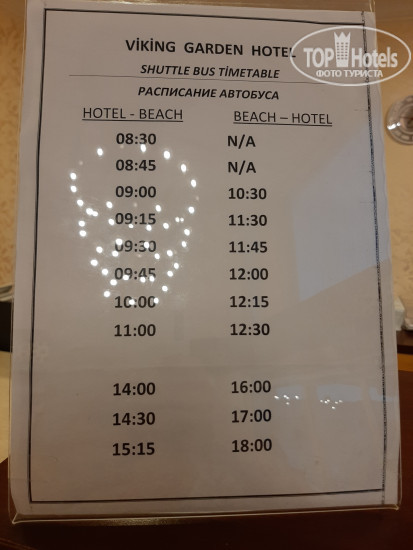 VİKİNG GARDEN HOTEL
SHUTTLE BUS TİMETABLE
РАСПИСАНИЕ АВТОБУСА
HOTEL - BEACH BEACH – HOTEL
08:30 N/A
08:45 N/A
09:00 10:30
09:15 11:30
09:30 11:45
09:45 12:00
10:00 12:15
11:00 12:30
14:00 16:00
14:30 17:00
15:15 18:00
TOP Hotels
ФОТО ТУРИСТА